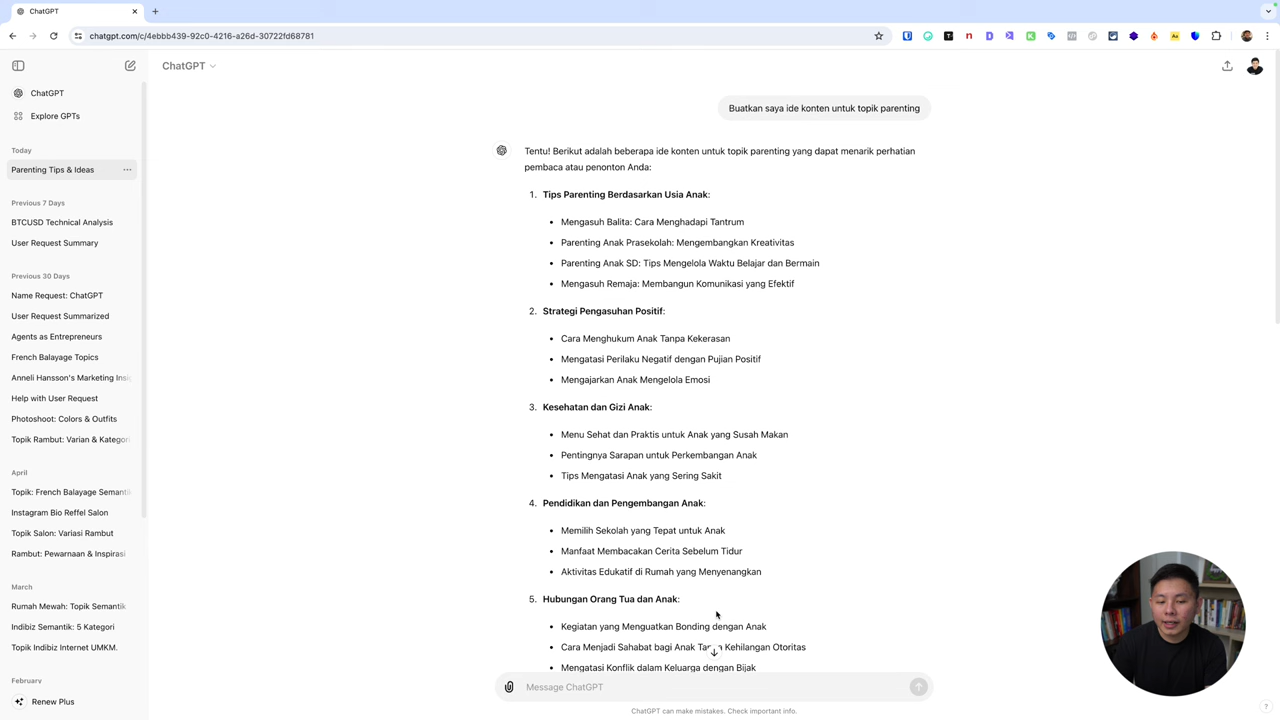 ChatGPT
chatgpt.com/c/4ebbb439-92c0-4216-a26d-30722fd68781
ChatGPT
Explore GPTs
Today
Parenting Tips & Ideas
Previous 7 Days
BTCUSD Technical Analysis
User Request Summary
Previous 30 Days
Name Request: ChatGPT
User Request Summarized
Agents as Entrepreneurs
French Balayage Topics
Anneli Hansson's Marketing Insig
Help with User Request
Photoshoot: Colors & Outfits
Topik Rambut: Varian & Kategori
April
Topik: French Balayage Semantik
Instagram Bio Reffel Salon
Topik Salon: Variasi Rambut
Rambut: Pewarnaan & Inspirasi
March
Rumah Mewah: Topik Semantik
Indibiz Semantik: 5 Kategori
Topik Indibiz Internet UMKM.
February
Renew Plus
ChatGPT
Buatkan saya ide konten untuk topik parenting
Tentu! Berikut adalah beberapa ide konten untuk topik parenting yang dapat menarik perhatian
pembaca atau penonton Anda:
1. Tips Parenting Berdasarkan Usia Anak:
• Mengasuh Balita: Cara Menghadapi Tantrum
• Parenting Anak Prasekolah: Mengembangkan Kreativitas
• Parenting Anak SD: Tips Mengelola Waktu Belajar dan Bermain
• Mengasuh Remaja: Membangun Komunikasi yang Efektif
2. Strategi Pengasuhan Positif:
• Cara Menghukum Anak Tanpa Kekerasan
• Mengatasi Perilaku Negatif dengan Pujian Positif
• Mengajarkan Anak Mengelola Emosi
3. Kesehatan dan Gizi Anak:
• Menu Sehat dan Praktis untuk Anak yang Susah Makan
• Pentingnya Sarapan untuk Perkembangan Anak
• Tips Mengatasi Anak yang Sering Sakit
4. Pendidikan dan Pengembangan Anak:
• Memilih Sekolah yang Tepat untuk Anak
• Manfaat Membacakan Cerita Sebelum Tidur
• Aktivitas Edukatif di Rumah yang Menyenangkan
5. Hubungan Orang Tua dan Anak:
• Kegiatan yang Menguatkan Bonding dengan Anak
• Cara Menjadi Sahabat bagi Anak Tanpa Kehilangan Otoritas
• Mengatasi Konflik dalam Keluarga dengan Bijak
Message ChatGPT
ChatGPT can make mistakes. Check important info.